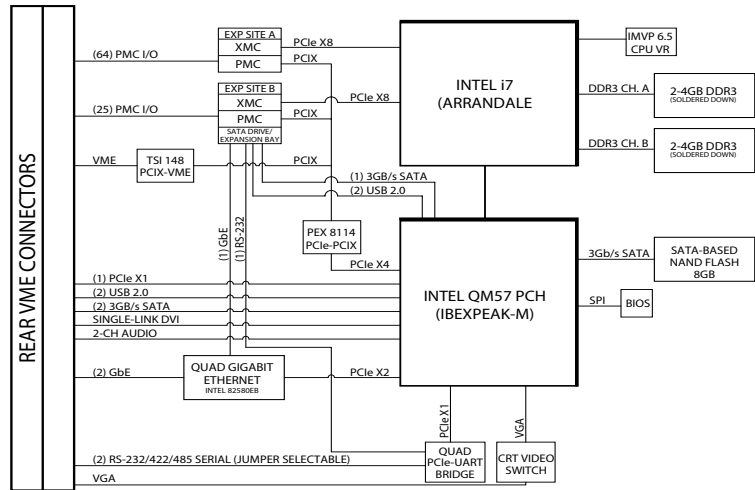 REAR VME CONNECTORS
(64) PMC I/O
EXP SITE A
XMC
PMC
PCIe X8
PCIX
(25) PMC I/O
EXP SITE B
XMC
PMC
SATA DRIVE/
EXPANSION BAY
PCIe X8
PCIX
VME
TSI 148
PCIX-VME
PCIX
INTEL i7
(ARRANDALE
IMVP 6.5
CPU VR
DDR3 CH. A
2-4GB DDR3
(SOLDERED DOWN)
DDR3 CH. B
2-4GB DDR3
(SOLDERED DOWN)
(1) 3GB/s SATA
(2) USB 2.0
(1) GbE
(1) RS-232
PEX 8114
PCIe-PCIX
PCIe X4
(1) PCIe X1
(2) USB 2.0
(2) 3GB/s SATA
SINGLE-LINK DVI
2-CH AUDIO
INTEL QM57 PCH
(IBEXPEAK-M)
3Gb/s SATA
SATA-BASED
NAND FLASH
8GB
SPI
BIOS
(2) GbE
QUAD GIGABIT
ETHERNET
INTEL 82580EB
PCIe X2
PCIe X1
VGA
(2) RS-232/422/485 SERIAL (JUMPER SELECTABLE)
QUAD
PCIe-UART
BRIDGE
CRT VIDEO
SWITCH
VGA